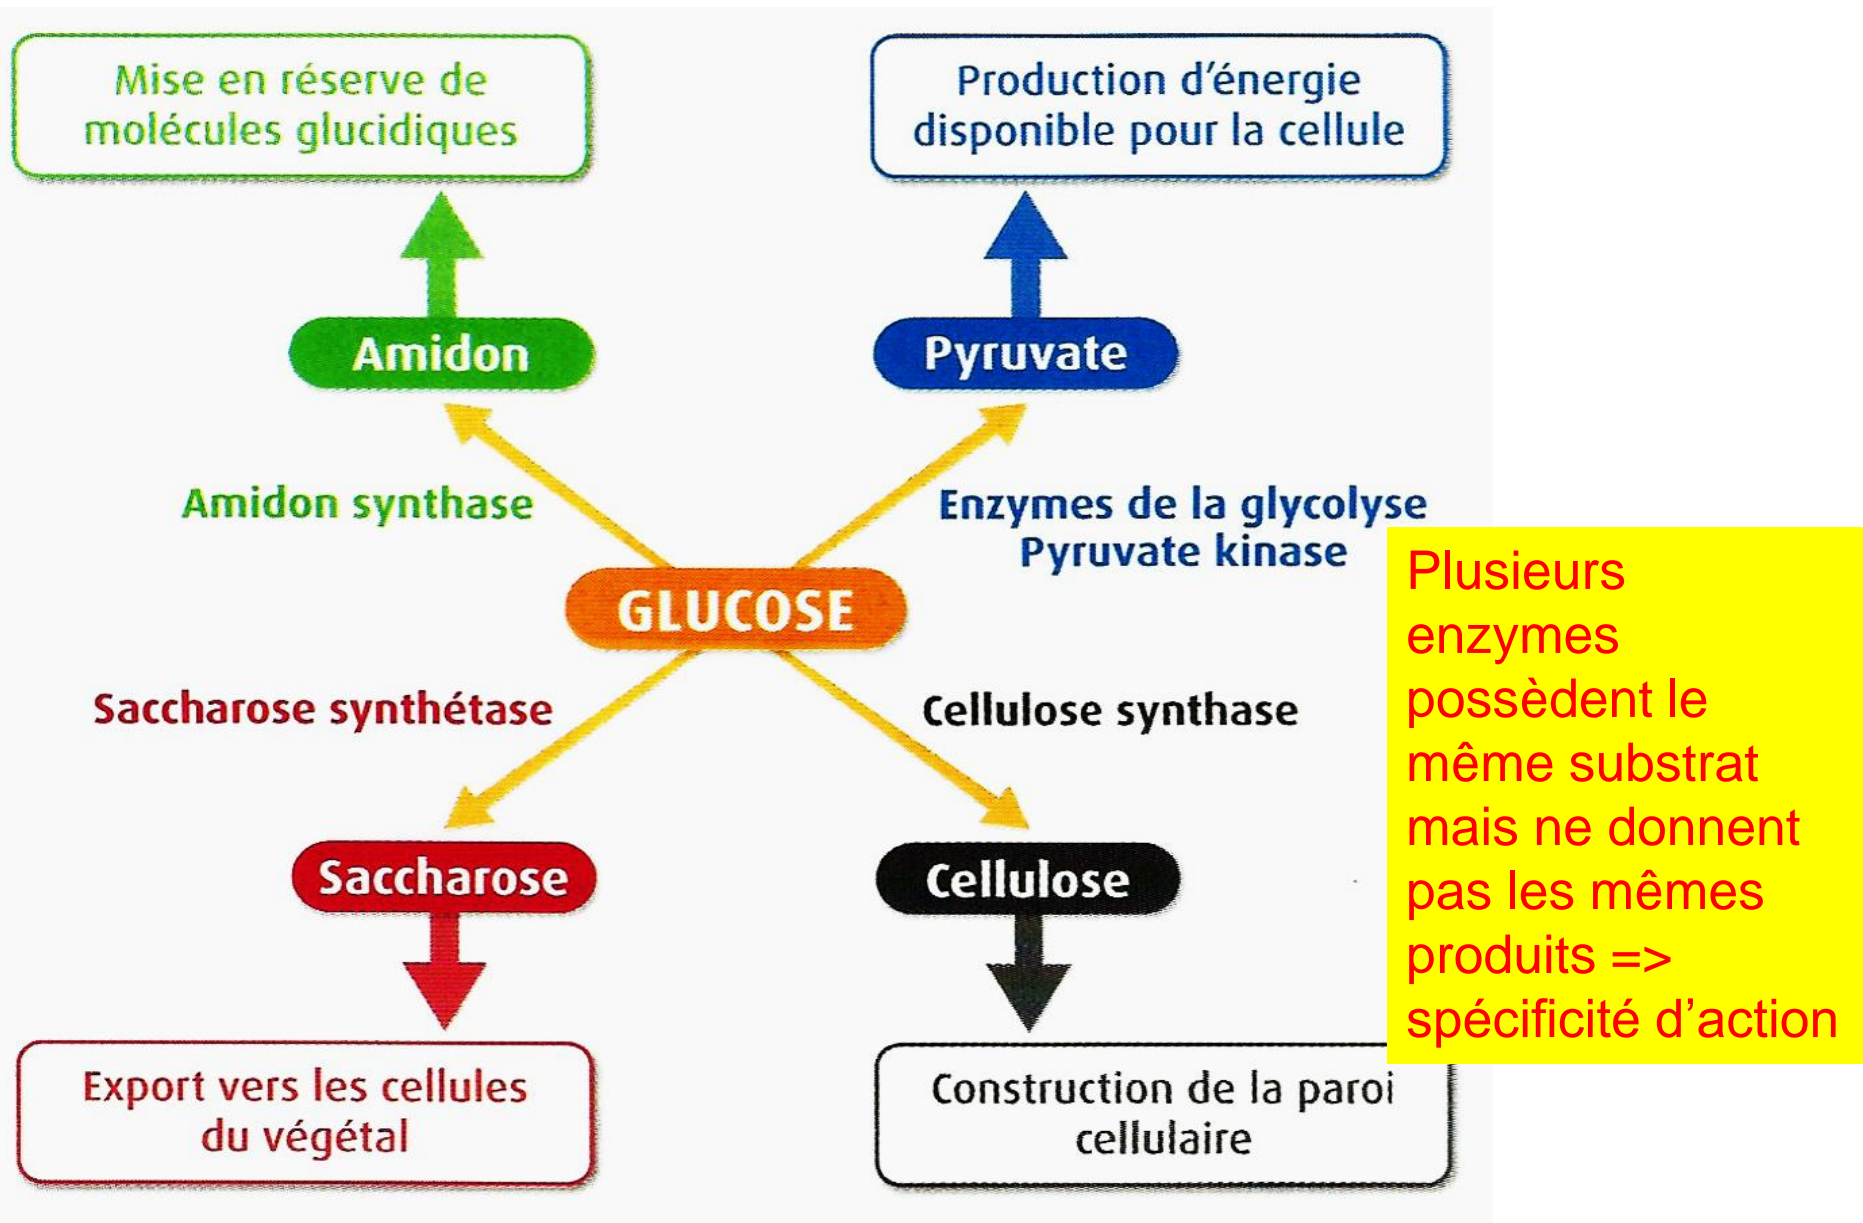 Mise en réserve de
molécules glucidiques
Production d'énergie
disponible pour la cellule
Amidon
Pyruvate
Amidon synthase
Enzymes de la glycolyse
Pyruvate kinase
GLUCOSE
Saccharose synthétase
Cellulose synthase
Saccharose
Cellulose
Export vers les cellules
du végétal
Construction de la paroi
cellulaire
Plusieurs
enzymes
possèdent le
même substrat
mais ne donnent
pas les mêmes
produits =>
spécificité d'action